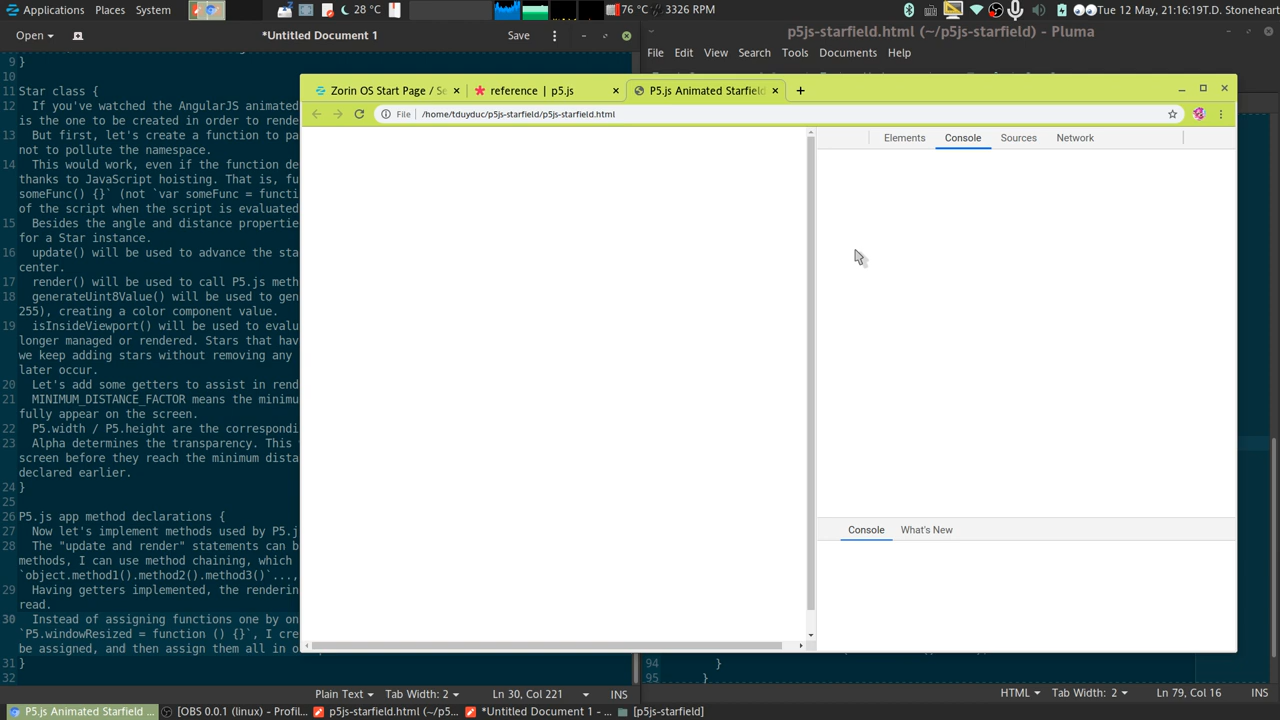 Applications Places System 28 °C 76 °C 3326 RPM Tue 12 May, 21:16:19 T.D. Stoneheart
Open *Untitled Document 1 Save
p5js-starfield.html (~/p5js-starfield) - Pluma
File Edit View Search Tools Documents Help
Zorin OS Start Page / Se
reference | p5.js
P5.js Animated Starfield
File /home/tduyduc/p5js-starfield/p5js-starfield.html
Elements Console Sources Network
Console What's New
9 }
10
11 Star class {
12 If you've watched the AngularJS animated
is the one to be created in order to rende
13 But first, let's create a function to pa
not to pollute the namespace.
14 This would work, even if the function de
thanks to JavaScript hoisting. That is, fu
someFunc() {}` (not `var someFunc = functi
of the script when the script is evaluated
15 Besides the angle and distance propertie
for a Star instance.
16 update() will be used to advance the sta
center.
17 render() will be used to call P5.js meth
18 generateUint8Value() will be used to gen
255), creating a color component value.
19 isInsideViewport() will be used to evalu
longer managed or rendered. Stars that hav
we keep adding stars without removing any
later occur.
20 Let's add some getters to assist in rend
21 MINIMUM_DISTANCE_FACTOR means the minimu
fully appear on the screen.
22 P5.width / P5.height are the correspondi
23 Alpha determines the transparency. This
screen before they reach the minimum dista
declared earlier.
24 }
25
26 P5.js app method declarations {
27 Now let's implement methods used by P5.j
28 The "update and render" statements can b
methods, I can use method chaining, which
`object.method1().method2().method3()`...,
29 Having getters implemented, the renderin
read.
30 Instead of assigning functions one by on
`P5.windowResized = function () {}`, I cre
be assigned, and then assign them all in o
31 }
32
94 }
95 }
Plain Text Tab Width: 2 Ln 30, Col 221 INS
HTML Tab Width: 2 Ln 79, Col 16 INS
P5.js Animated Starfield ... [OBS 0.0.1 (linux) - Profil... p5js-starfield.html (~/p5... *Untitled Document 1 - ... [p5js-starfield]